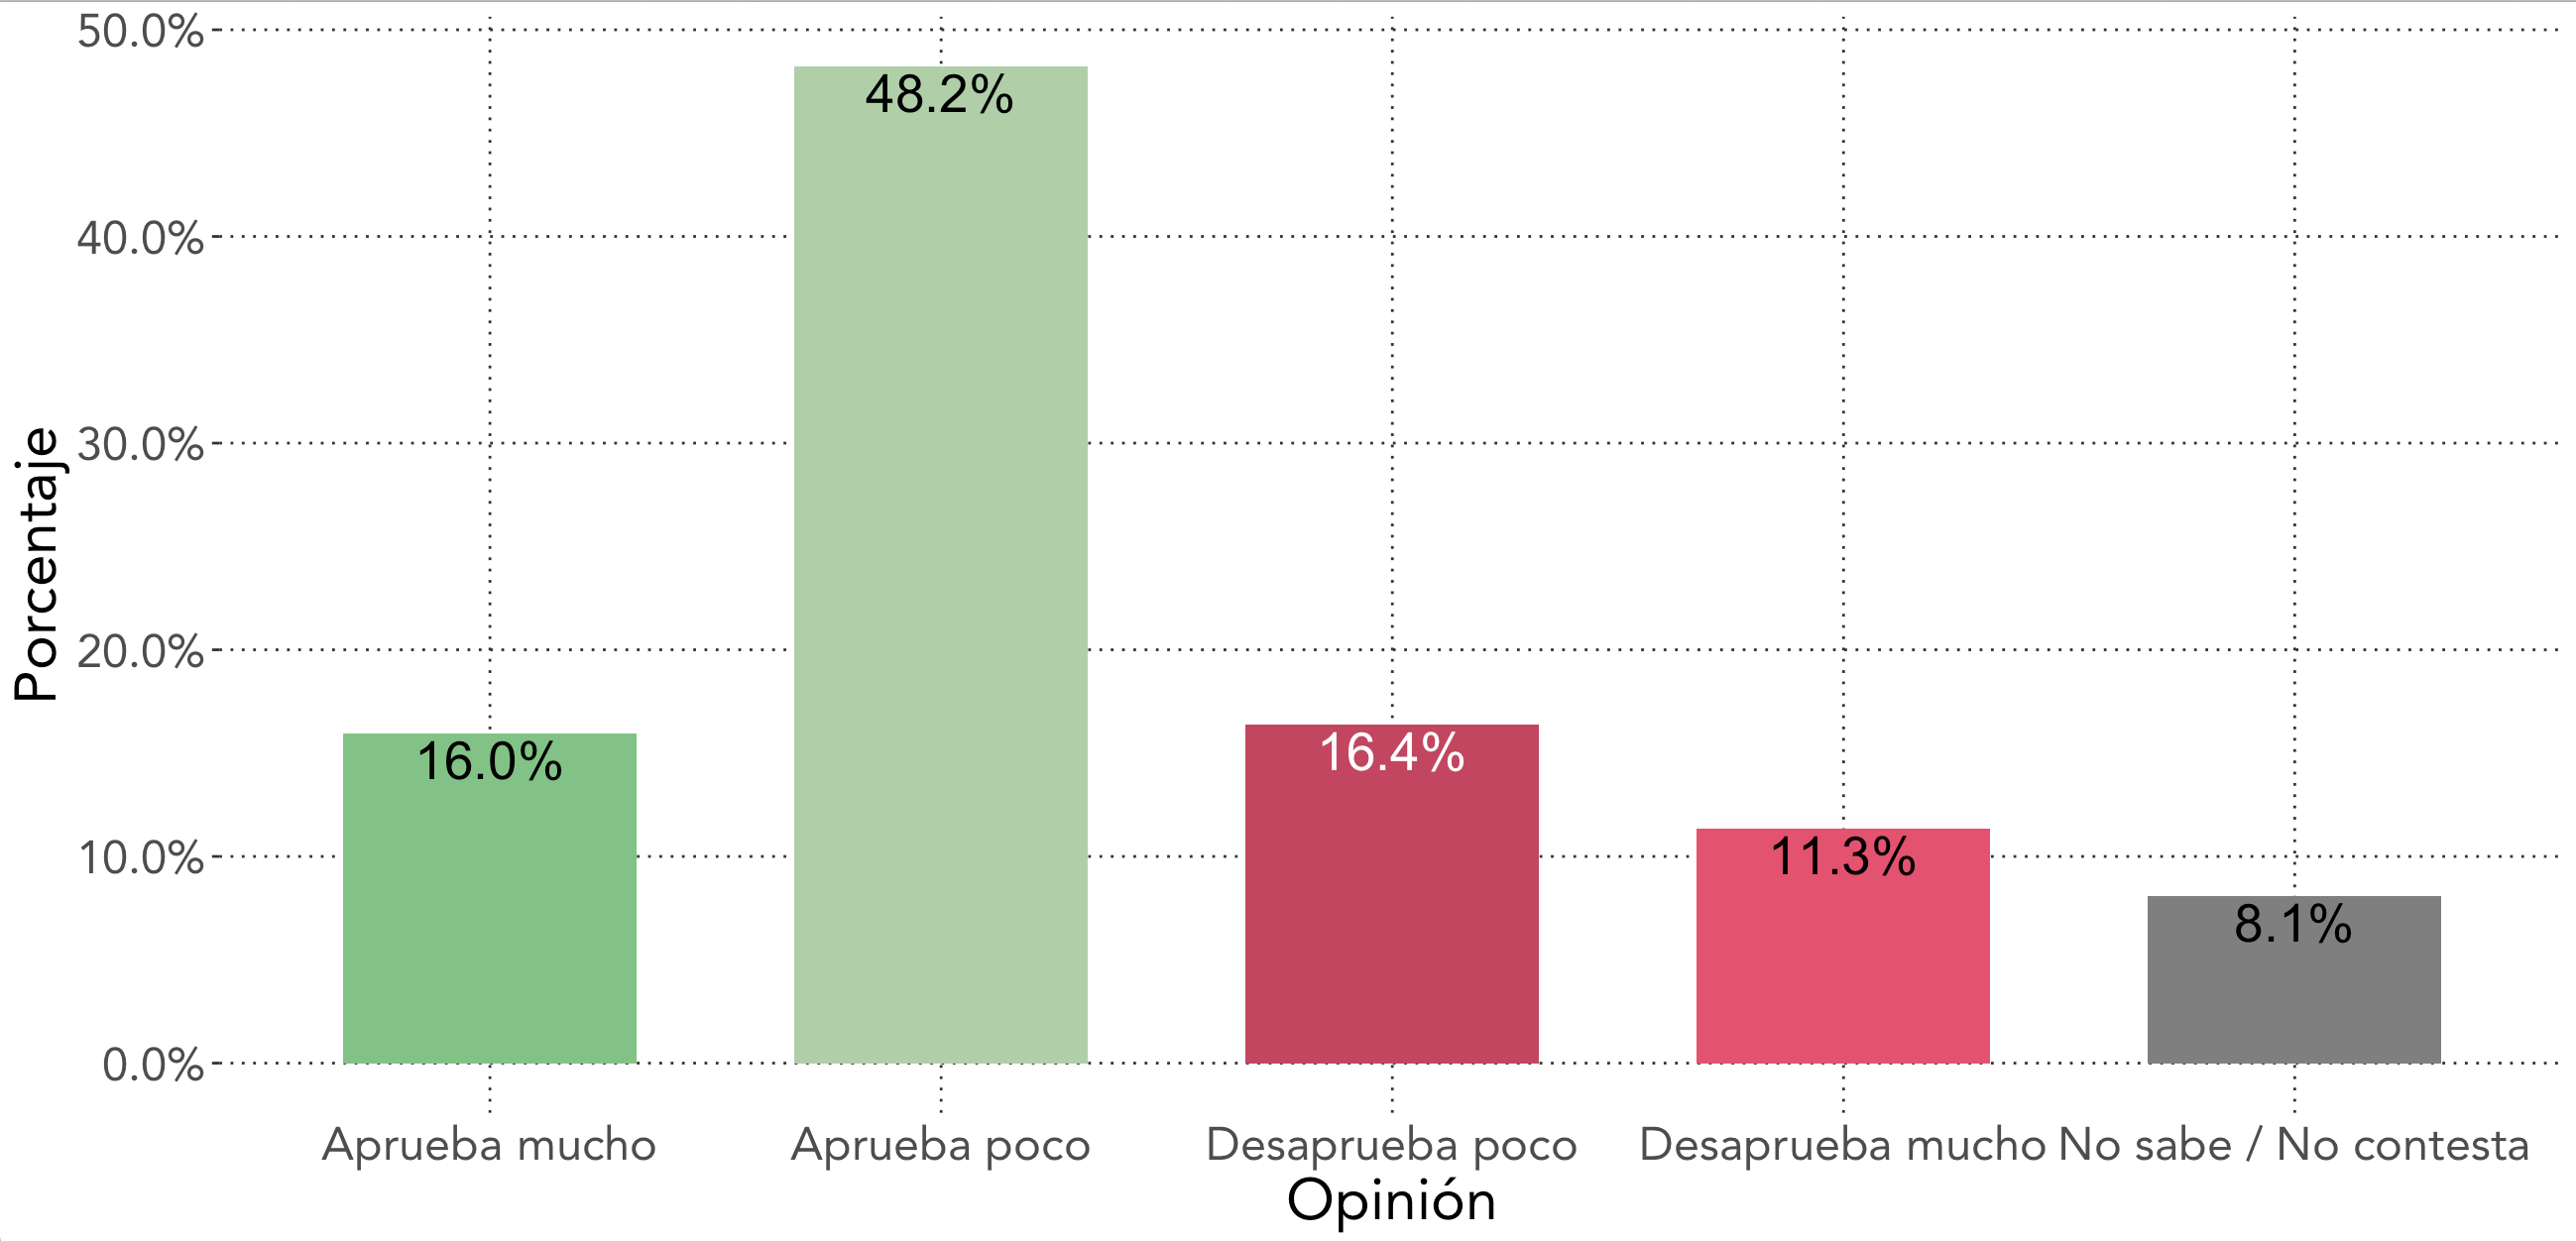 50.0%
40.0%
30.0%
20.0%
10.0%
0.0%
Porcentaje
16.0%
48.2%
16.4%
11.3%
8.1%
Aprueba mucho
Aprueba poco
Desaprueba poco
Desaprueba mucho
No sabe / No contesta
Opinión